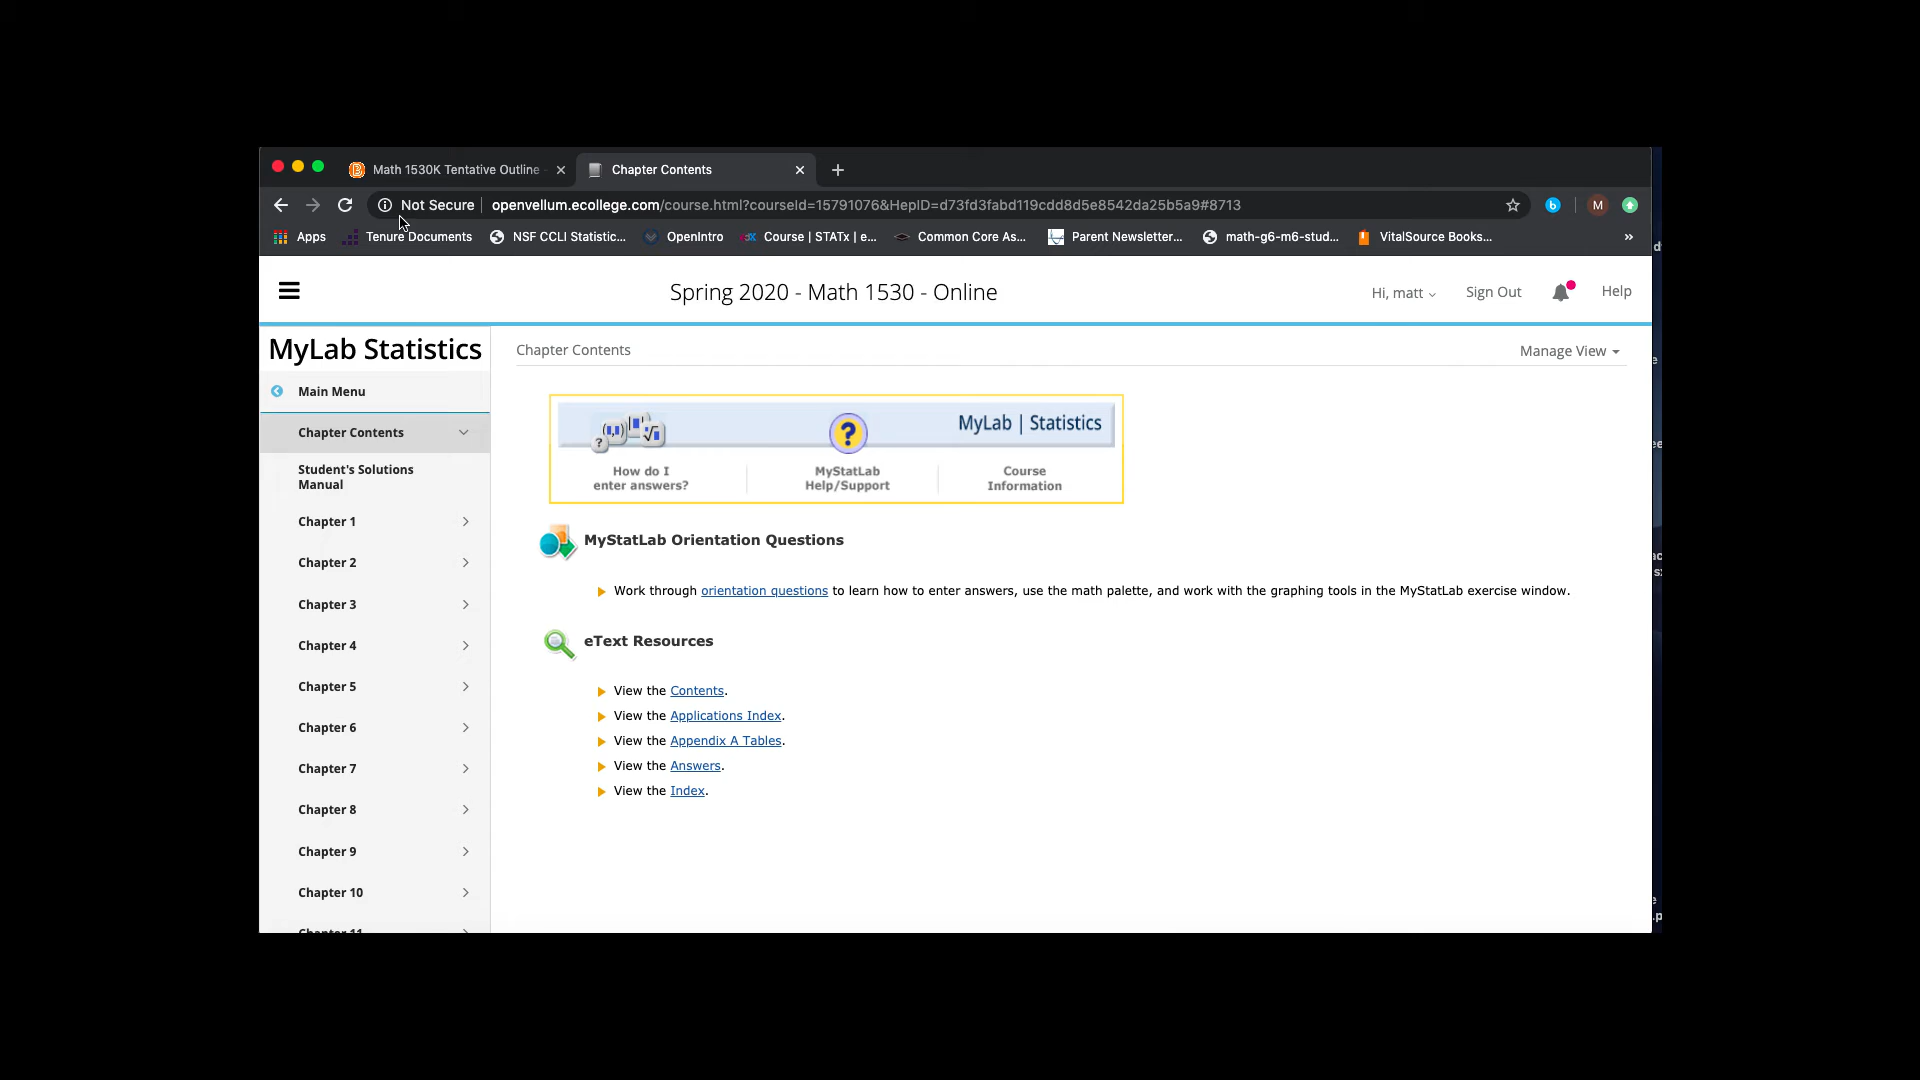 Math 1530K Tentative Outline
Chapter Contents
Not Secure
openvellum.ecollege.com/course.html?courseId=15791076&HepID=d73fd3fabd119cdd8d5e8542da25b5a9#8713
M
Apps
Tenure Documents
NSF CCLI Statistic...
OpenIntro
Course | STATx | e...
Common Core As...
Parent Newsletter...
math-g6-m6-stud...
VitalSource Books...
»
Spring 2020 - Math 1530 - Online
Hi, matt
Sign Out
Help
MyLab Statistics
Main Menu
Chapter Contents
Student's Solutions
Manual
Chapter 1
Chapter 2
Chapter 3
Chapter 4
Chapter 5
Chapter 6
Chapter 7
Chapter 8
Chapter 9
Chapter 10
Chapter 11
Chapter Contents
Manage View
MyLab | Statistics
How do I
enter answers?
MyStatLab
Help/Support
Course
Information
MyStatLab Orientation Questions
Work through orientation questions to learn how to enter answers, use the math palette, and work with the graphing tools in the MyStatLab exercise window.
eText Resources
View the Contents.
View the Applications Index.
View the Appendix A Tables.
View the Answers.
View the Index.